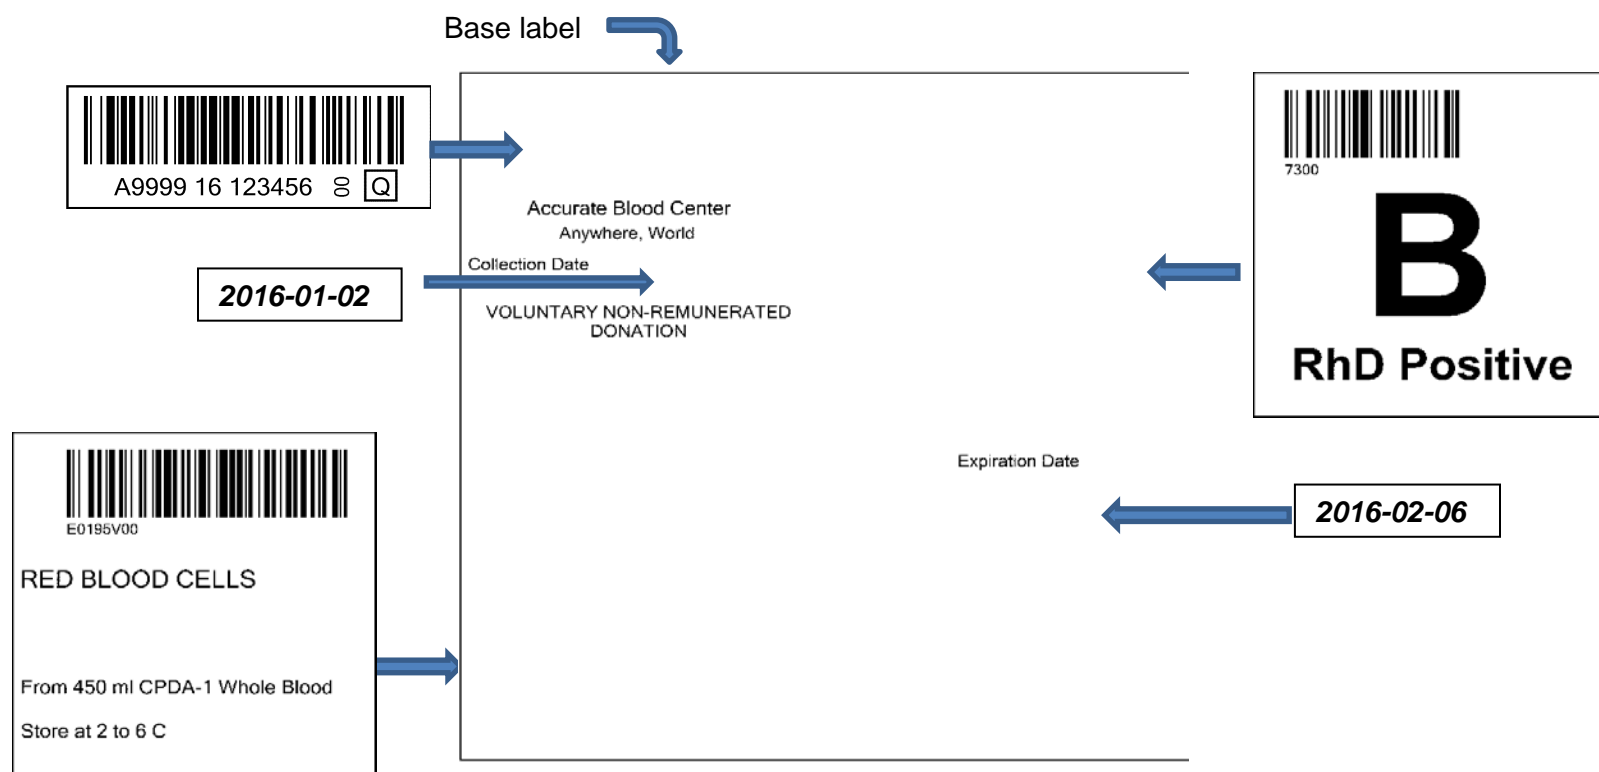 Base label
A9999 16 123456 00 Q
Accurate Blood Center
Anywhere, World
Collection Date
2016-01-02
VOLUNTARY NON-REMUNERATED
DONATION
7300
B
RhD Positive
Expiration Date
2016-02-06
E0195V00
RED BLOOD CELLS
From 450 ml CPDA-1 Whole Blood
Store at 2 to 6 C